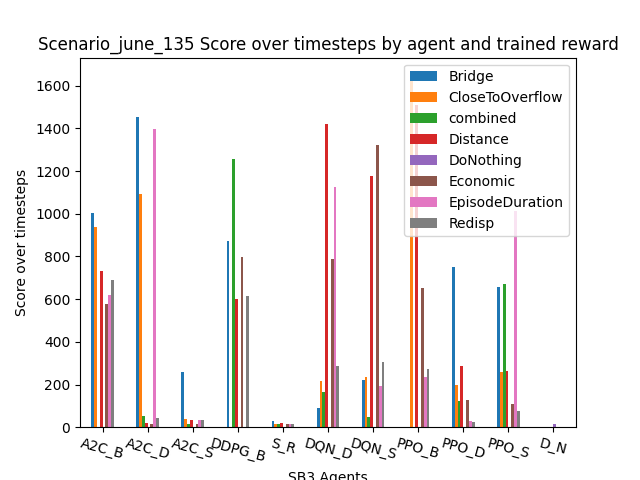 Scenario_june_135 Score over timesteps by agent and trained reward
Score over timesteps
1600
1400
1200
1000
800
600
400
200
0
Bridge
CloseToOverflow
combined
Distance
DoNothing
Economic
EpisodeDuration
Redisp
A2C_B A2C_D A2C_S DDPG_B S_R DQN_D DQN_S PPO_B PPO_D PPO_S D_N
SB3 Agents